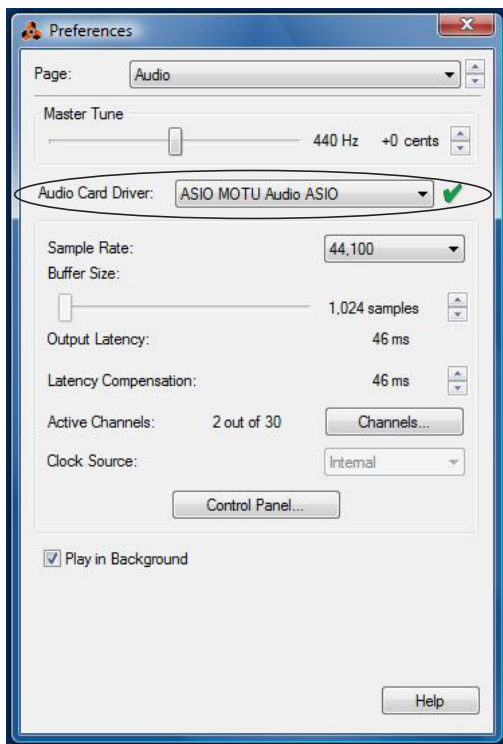 Preferences
Page: Audio
Master Tune
440 Hz +0 cents
Audio Card Driver: ASIO MOTU Audio ASIO
Sample Rate: 44,100
Buffer Size:
1,024 samples
Output Latency: 46 ms
Latency Compensation: 46 ms
Active Channels: 2 out of 30 Channels...
Clock Source: Internal
Control Panel...
Play in Background
Help